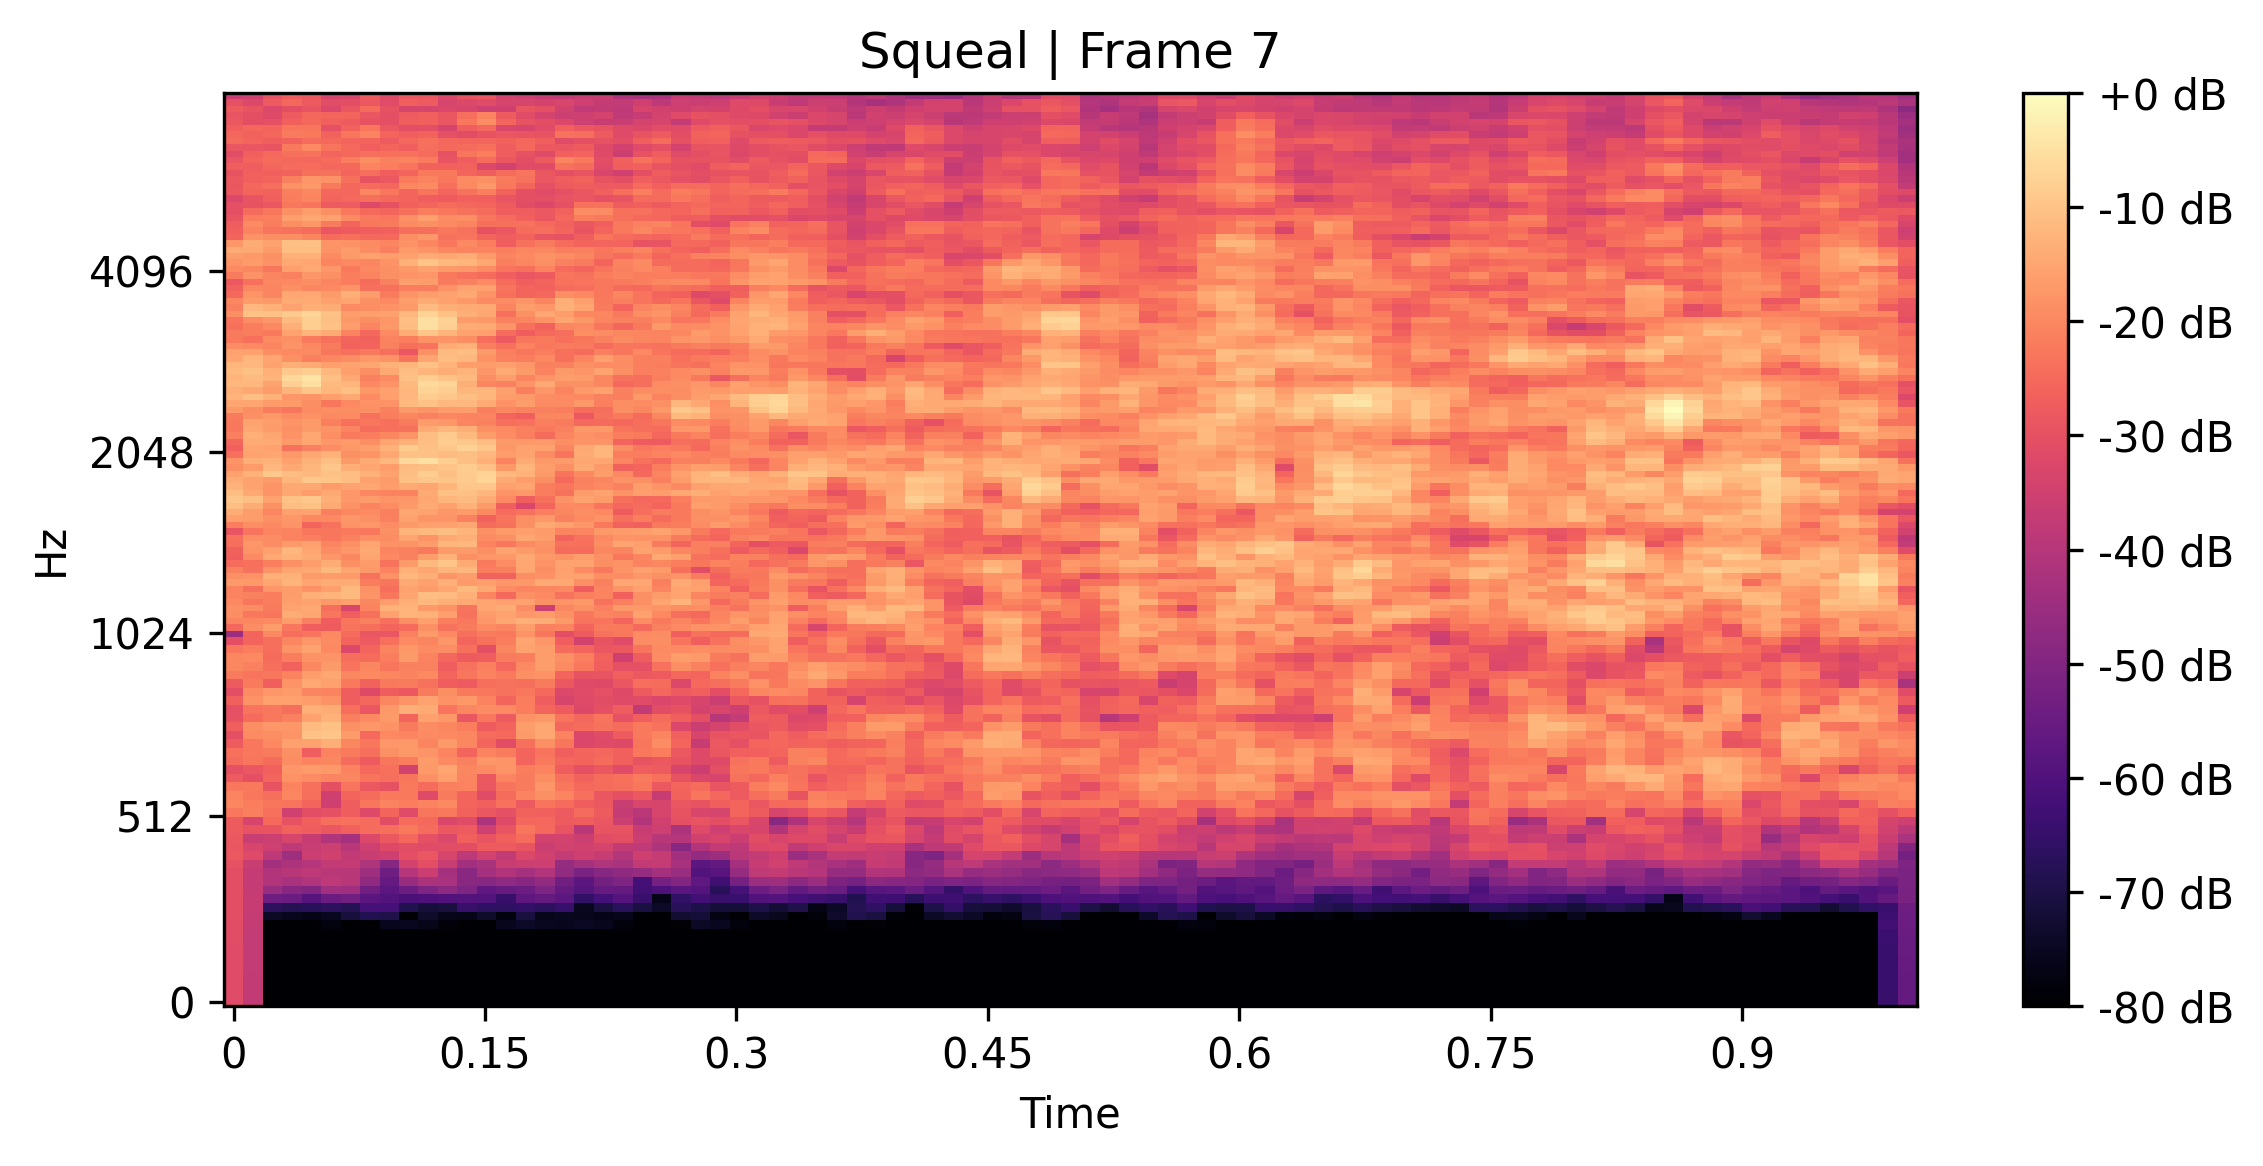 Squeal | Frame 7
+0 dB
-10 dB
-20 dB
-30 dB
-40 dB
-50 dB
-60 dB
-70 dB
-80 dB
Hz
4096
2048
1024
512
0
0 0.15 0.3 0.45 0.6 0.75 0.9
Time